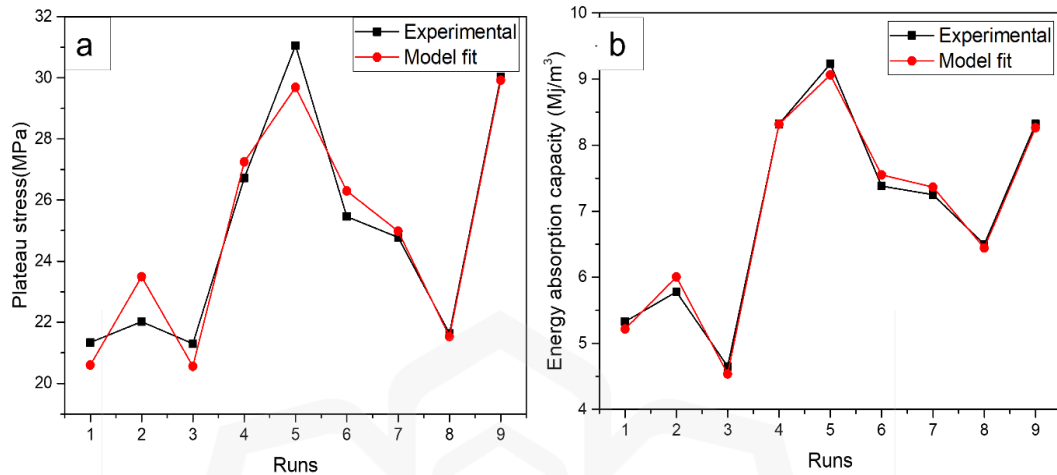 a
Experimental
Model fit
Plateau stress(MPa)
32
30
28
26
24
22
20
1 2 3 4 5 6 7 8 9
Runs
b
Experimental
Model fit
Energy absorption capacity (Mj/m³)
10
9
8
7
6
5
4
1 2 3 4 5 6 7 8 9
Runs